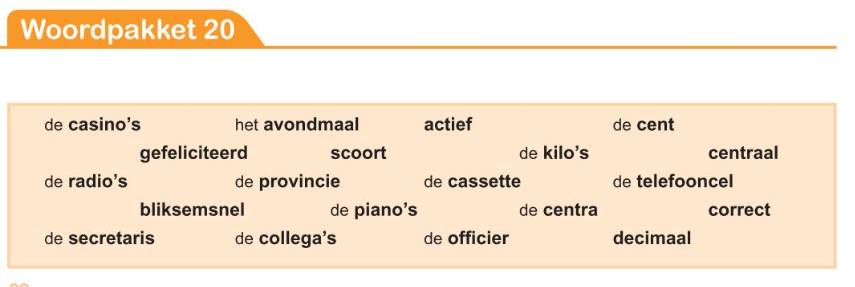 Woordpakket 20
de casino's het avondmaal actief de cent
gefeliciteerd scoort de kilo's centraal
de radio's de provincie de cassette de telefooncel
bliksemsnel de piano's de centra correct
de secretaris de collega's de officier decimaal